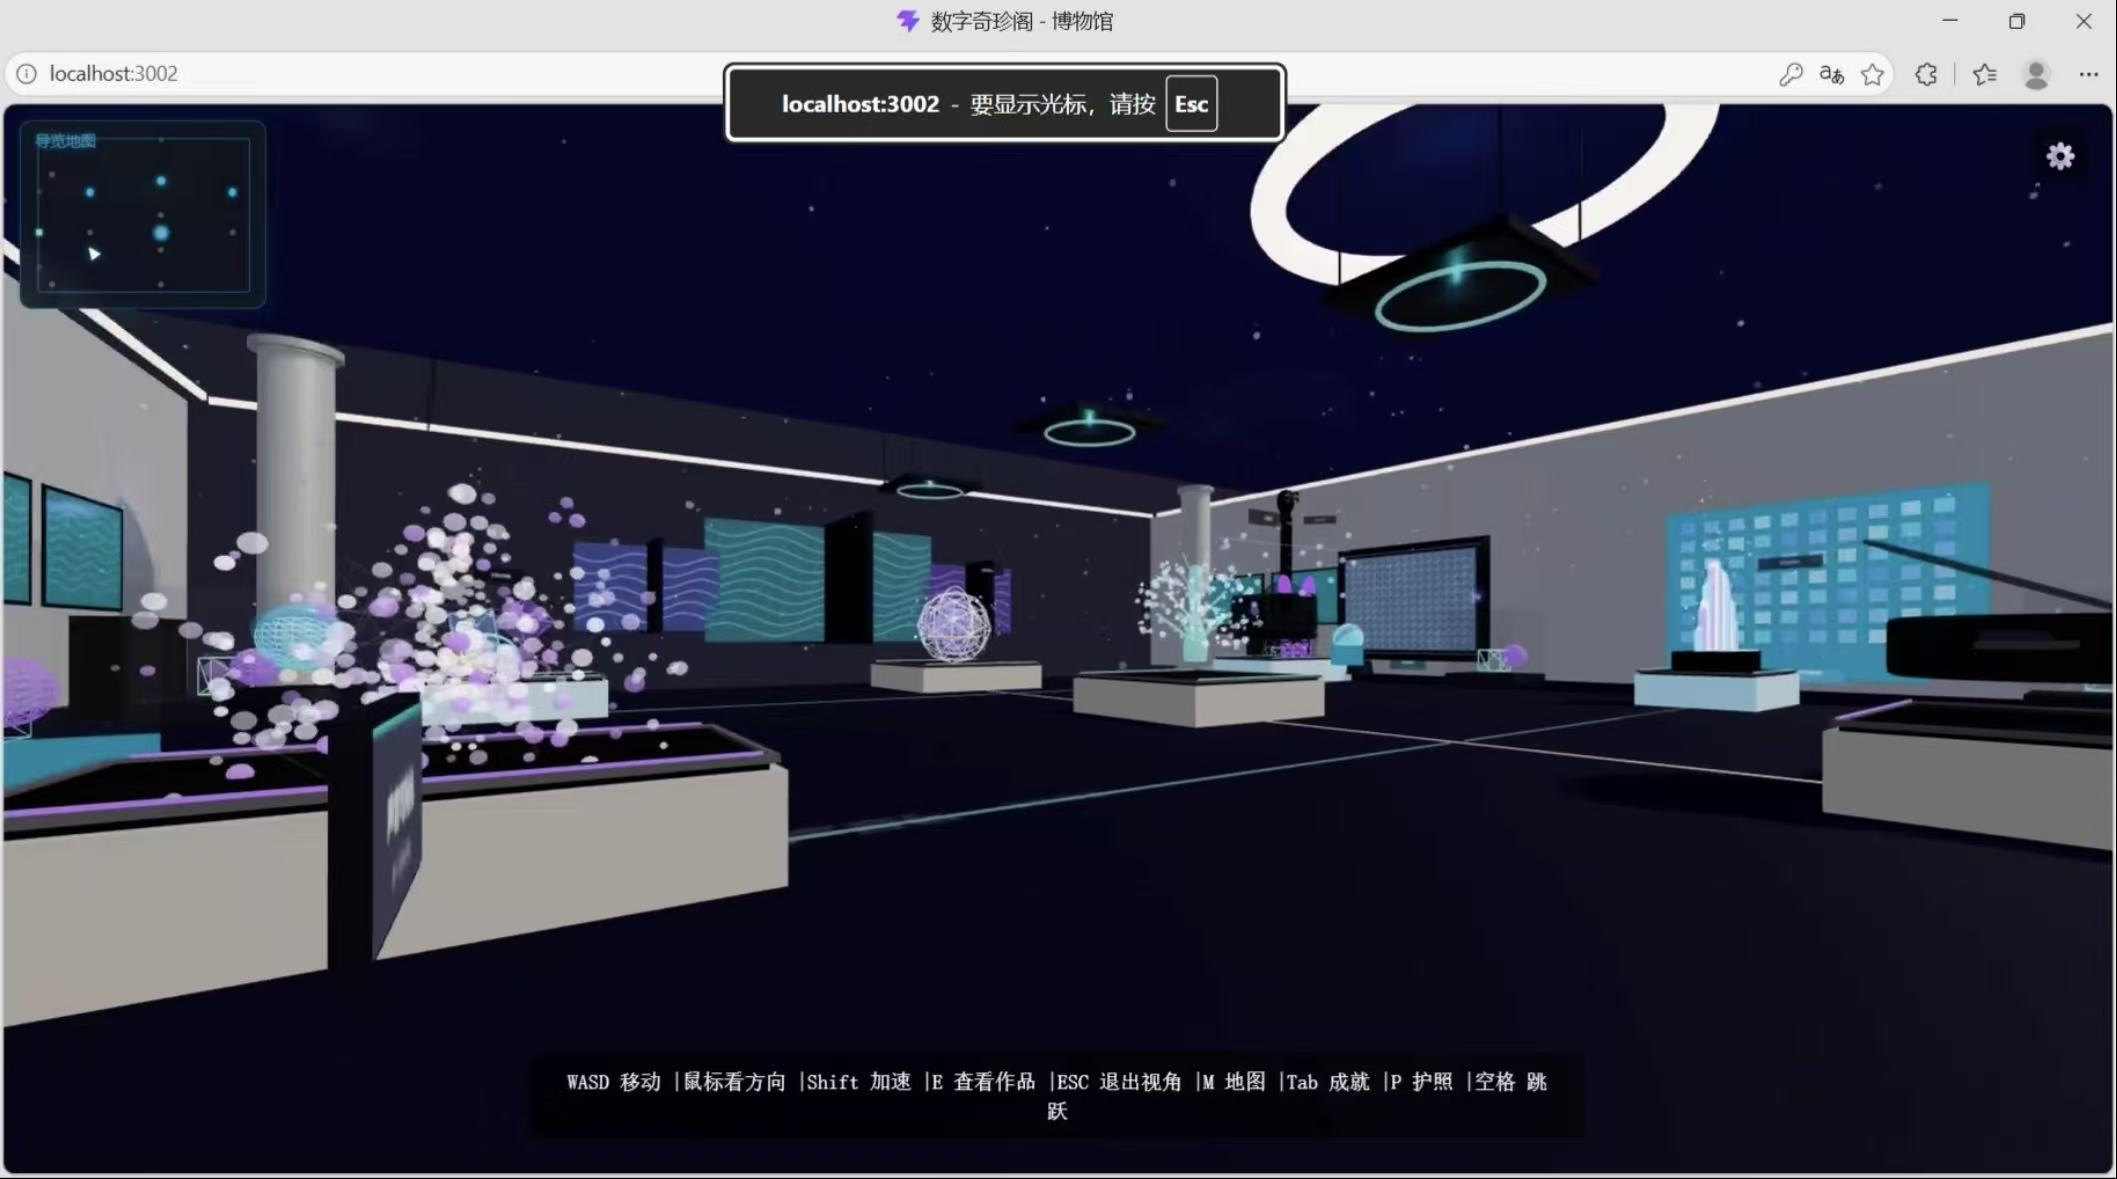 数字奇珍阁 - 博物馆
localhost:3002
localhost:3002 - 要显示光标，请按 Esc
导览地图
WASD 移动 |鼠标看方向 |Shift 加速 |E 查看作品 |ESC 退出视角 |M 地图 |Tab 成就 |P 护照 |空格 跳
跃